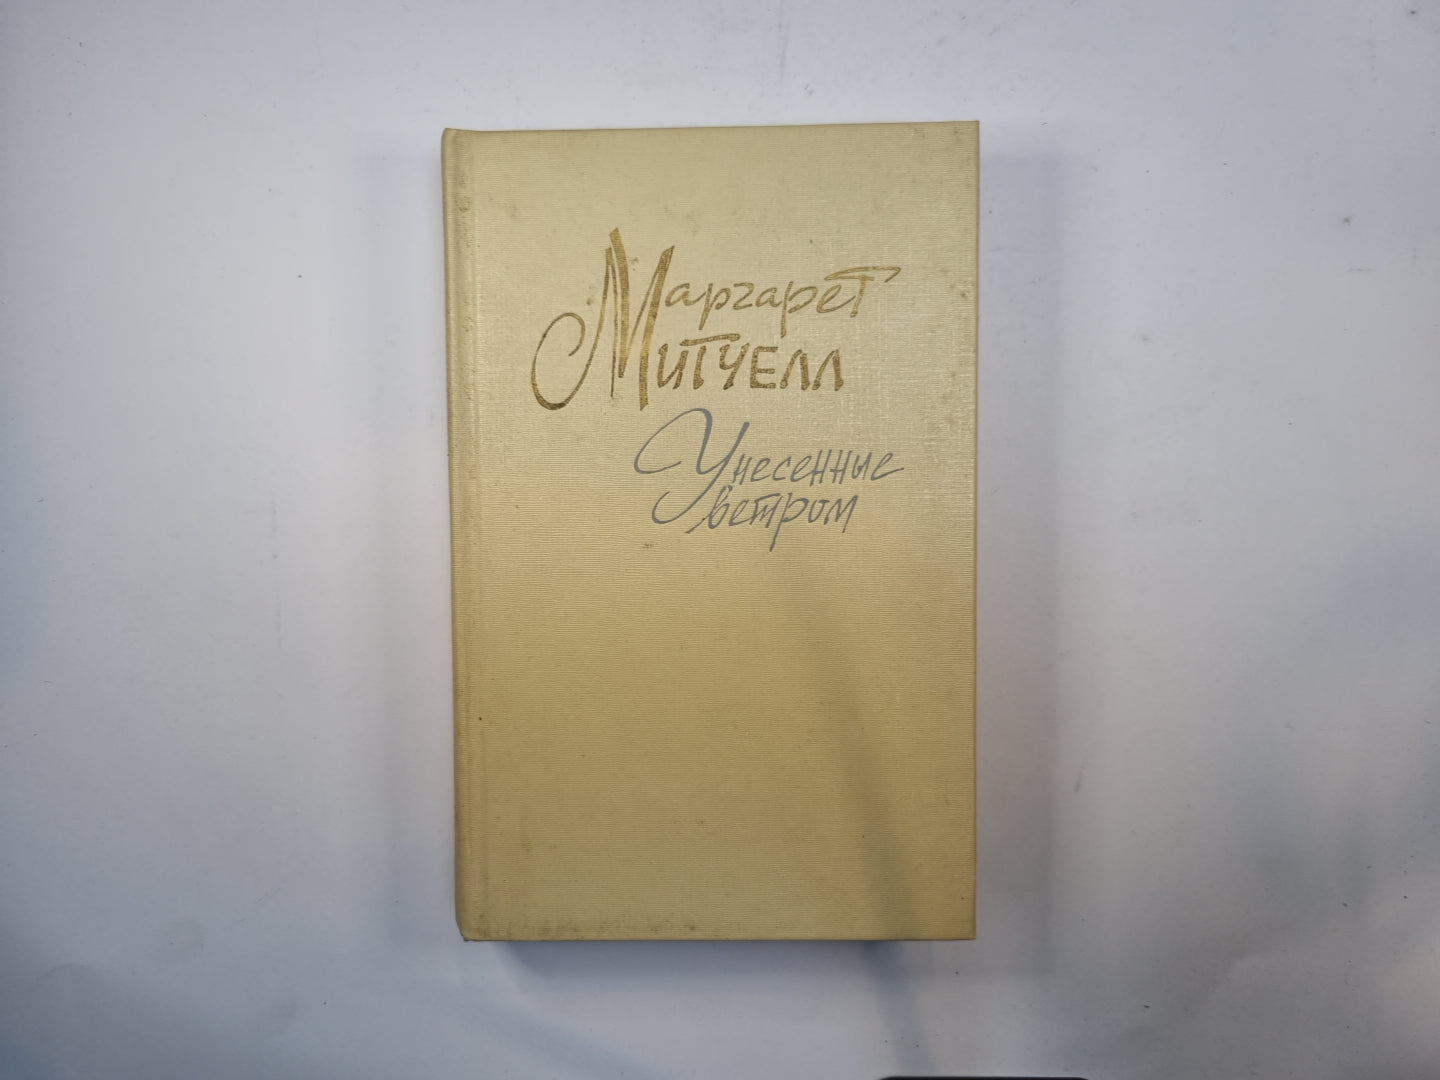 Маргарет
Митчелл
Унесенные
ветром